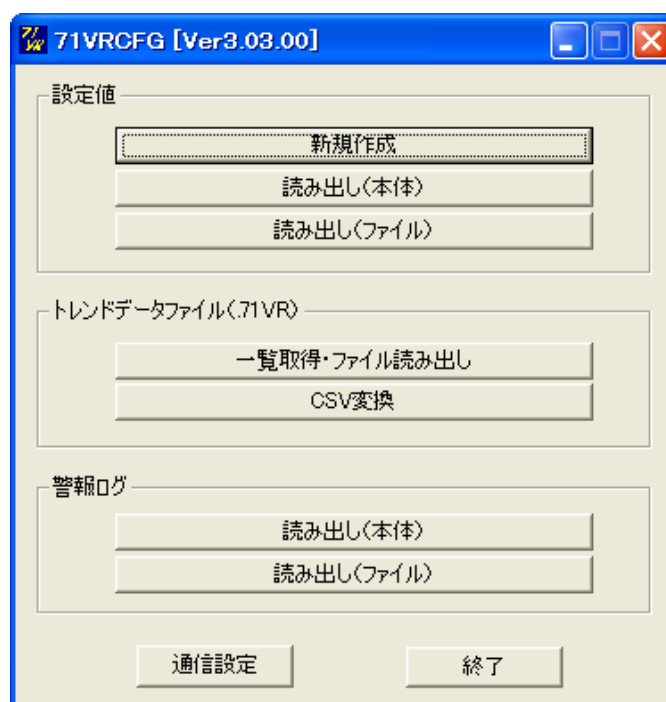 71VRCFG [Ver3.03.00]
設定値
新規作成
読み出し(本体)
読み出し(ファイル)
トレンドデータファイル(.71VR)
一覧取得・ファイル読み出し
CSV変換
警報ログ
読み出し(本体)
読み出し(ファイル)
通信設定
終了